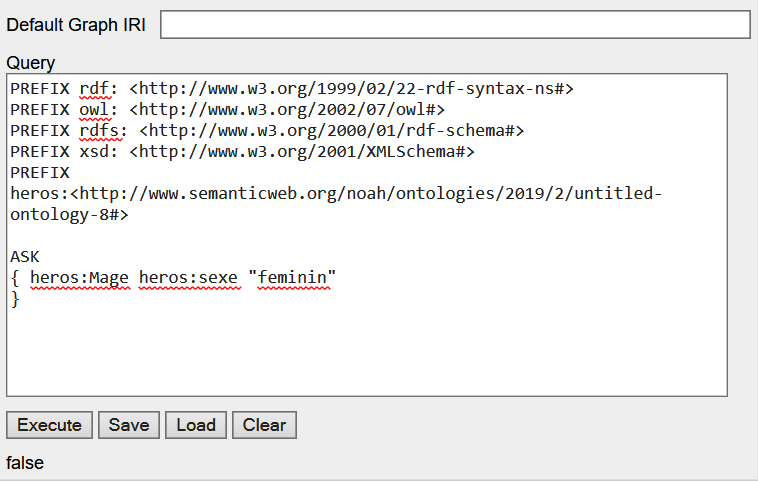 Default Graph IRI
Query
PREFIX rdf: <http://www.w3.org/1999/02/22-rdf-syntax-ns#>
PREFIX owl: <http://www.w3.org/2002/07/owl#>
PREFIX rdfs: <http://www.w3.org/2000/01/rdf-schema#>
PREFIX xsd: <http://www.w3.org/2001/XMLSchema#>
PREFIX
heros:<http://www.semanticweb.org/noah/ontologies/2019/2/untitled-
ontology-8#>
ASK
{ heros:Mage heros:sexe "feminin"
}
Execute Save Load Clear
false